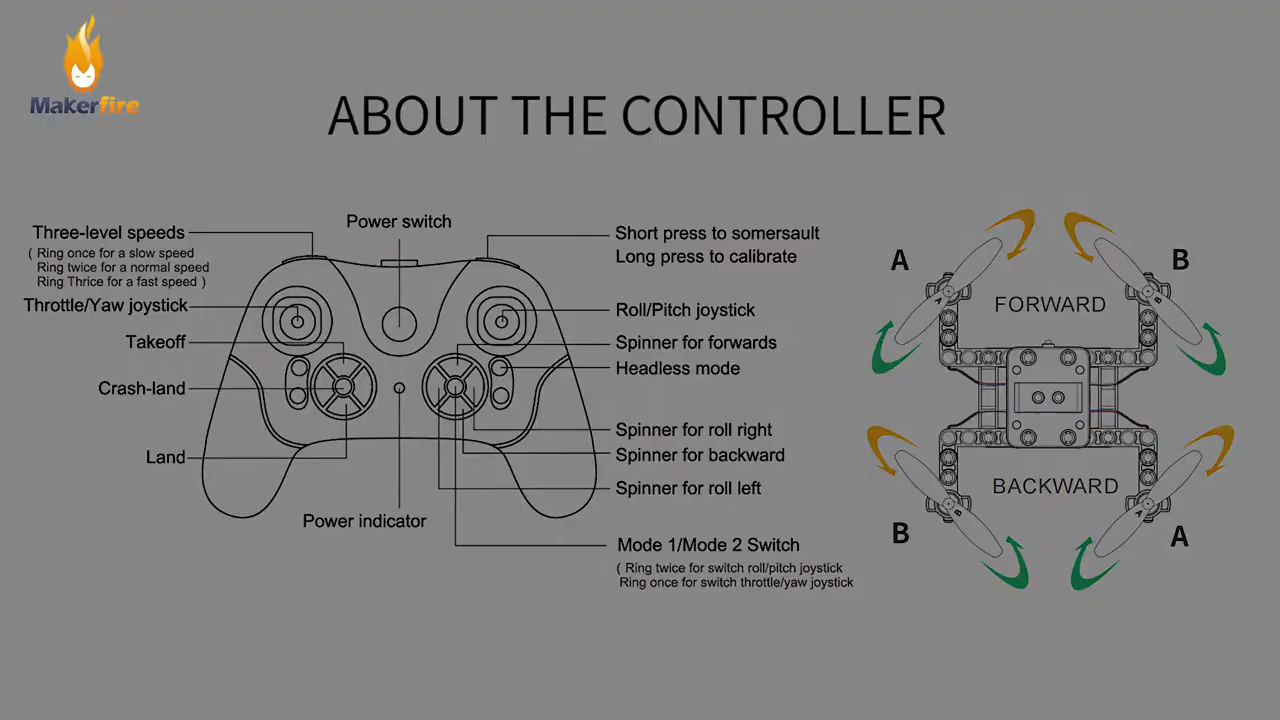 Makerfire
ABOUT THE CONTROLLER
Three-level speeds
( Ring once for a slow speed
Ring twice for a normal speed
Ring Thrice for a fast speed )
Throttle/Yaw joystick
Takeoff
Crash-land
Land
Power switch
Power indicator
Short press to somersault
Long press to calibrate
Roll/Pitch joystick
Spinner for forwards
Headless mode
Spinner for roll right
Spinner for backward
Spinner for roll left
Mode 1/Mode 2 Switch
( Ring twice for switch roll/pitch joystick
Ring once for switch throttle/yaw joystick
A
B
A
B
FORWARD
BACKWARD
B
A
B
A